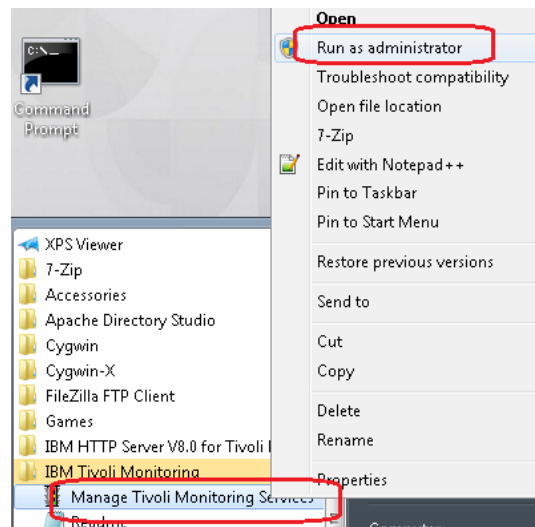 C:\_
Command
Prompt
Open
Run as administrator
Troubleshoot compatibility
Open file location
7-Zip
Edit with Notepad++
Pin to Taskbar
Pin to Start Menu
Restore previous versions
Send to
Cut
Copy
Delete
Rename
Properties
XPS Viewer
7-Zip
Accessories
Apache Directory Studio
Cygwin
Cygwin-X
FileZilla FTP Client
Games
IBM HTTP Server V8.0 for Tivoli
IBM Tivoli Monitoring
Manage Tivoli Monitoring Services
Readme
Computer